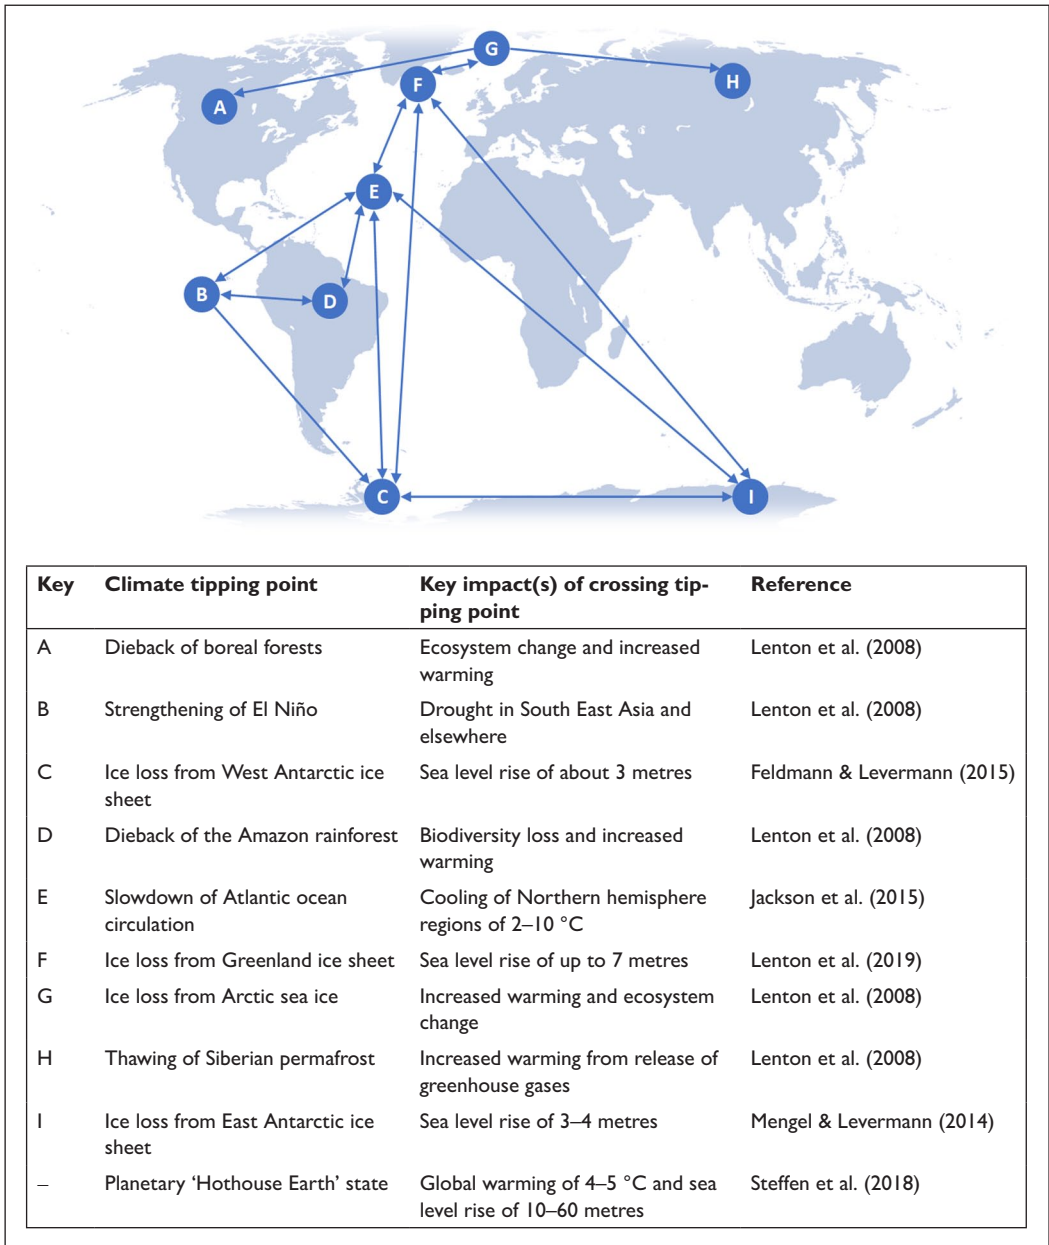 G
H
F
A
E
B
D
C
I
Key Climate tipping point Key impact(s) of crossing tip- Reference
ping point
A Dieback of boreal forests Ecosystem change and increased Lenton et al. (2008)
warming
B Strengthening of El Niño Drought in South East Asia and Lenton et al. (2008)
elsewhere
C Ice loss from West Antarctic ice Sea level rise of about 3 metres Feldmann & Levermann (2015)
sheet
D Dieback of the Amazon rainforest Biodiversity loss and increased Lenton et al. (2008)
warming
E Slowdown of Atlantic ocean Cooling of Northern hemisphere Jackson et al. (2015)
circulation regions of 2–10 °C
F Ice loss from Greenland ice sheet Sea level rise of up to 7 metres Lenton et al. (2019)
G Ice loss from Arctic sea ice Increased warming and ecosystem Lenton et al. (2008)
change
H Thawing of Siberian permafrost Increased warming from release of Lenton et al. (2008)
greenhouse gases
I Ice loss from East Antarctic ice Sea level rise of 3–4 metres Mengel & Levermann (2014)
sheet
– Planetary ‘Hothouse Earth’ state Global warming of 4–5 °C and sea Steffen et al. (2018)
level rise of 10–60 metres